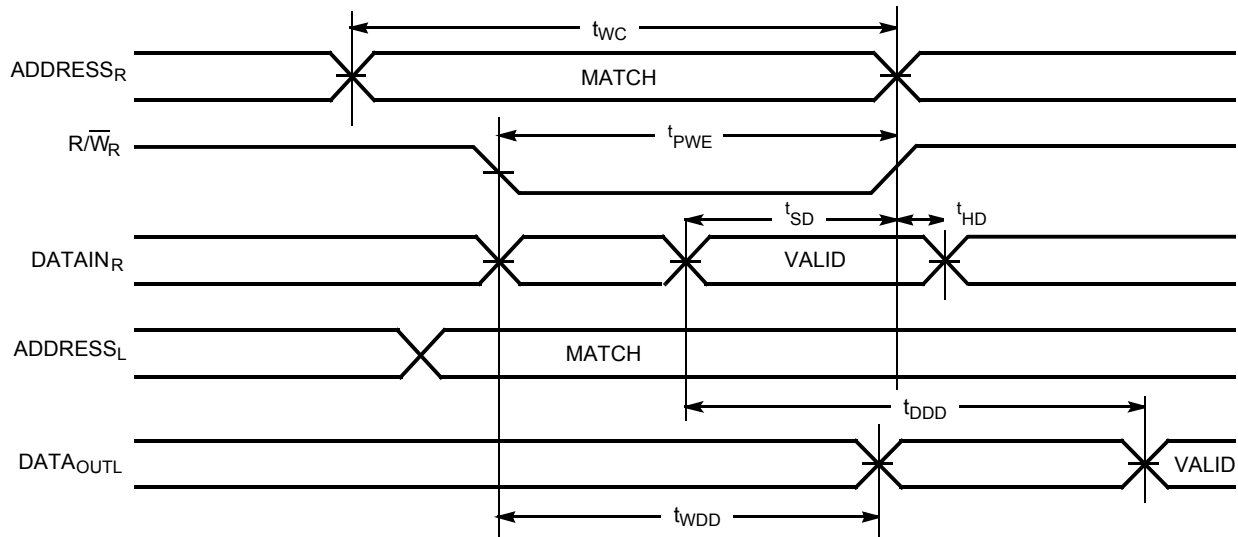 tWC
ADDRESSR
MATCH
R/W̅R
tPWE
tSD
tHD
DATAINR
VALID
ADDRESSL
MATCH
tDDD
DATAOUTL
VALID
tWDD